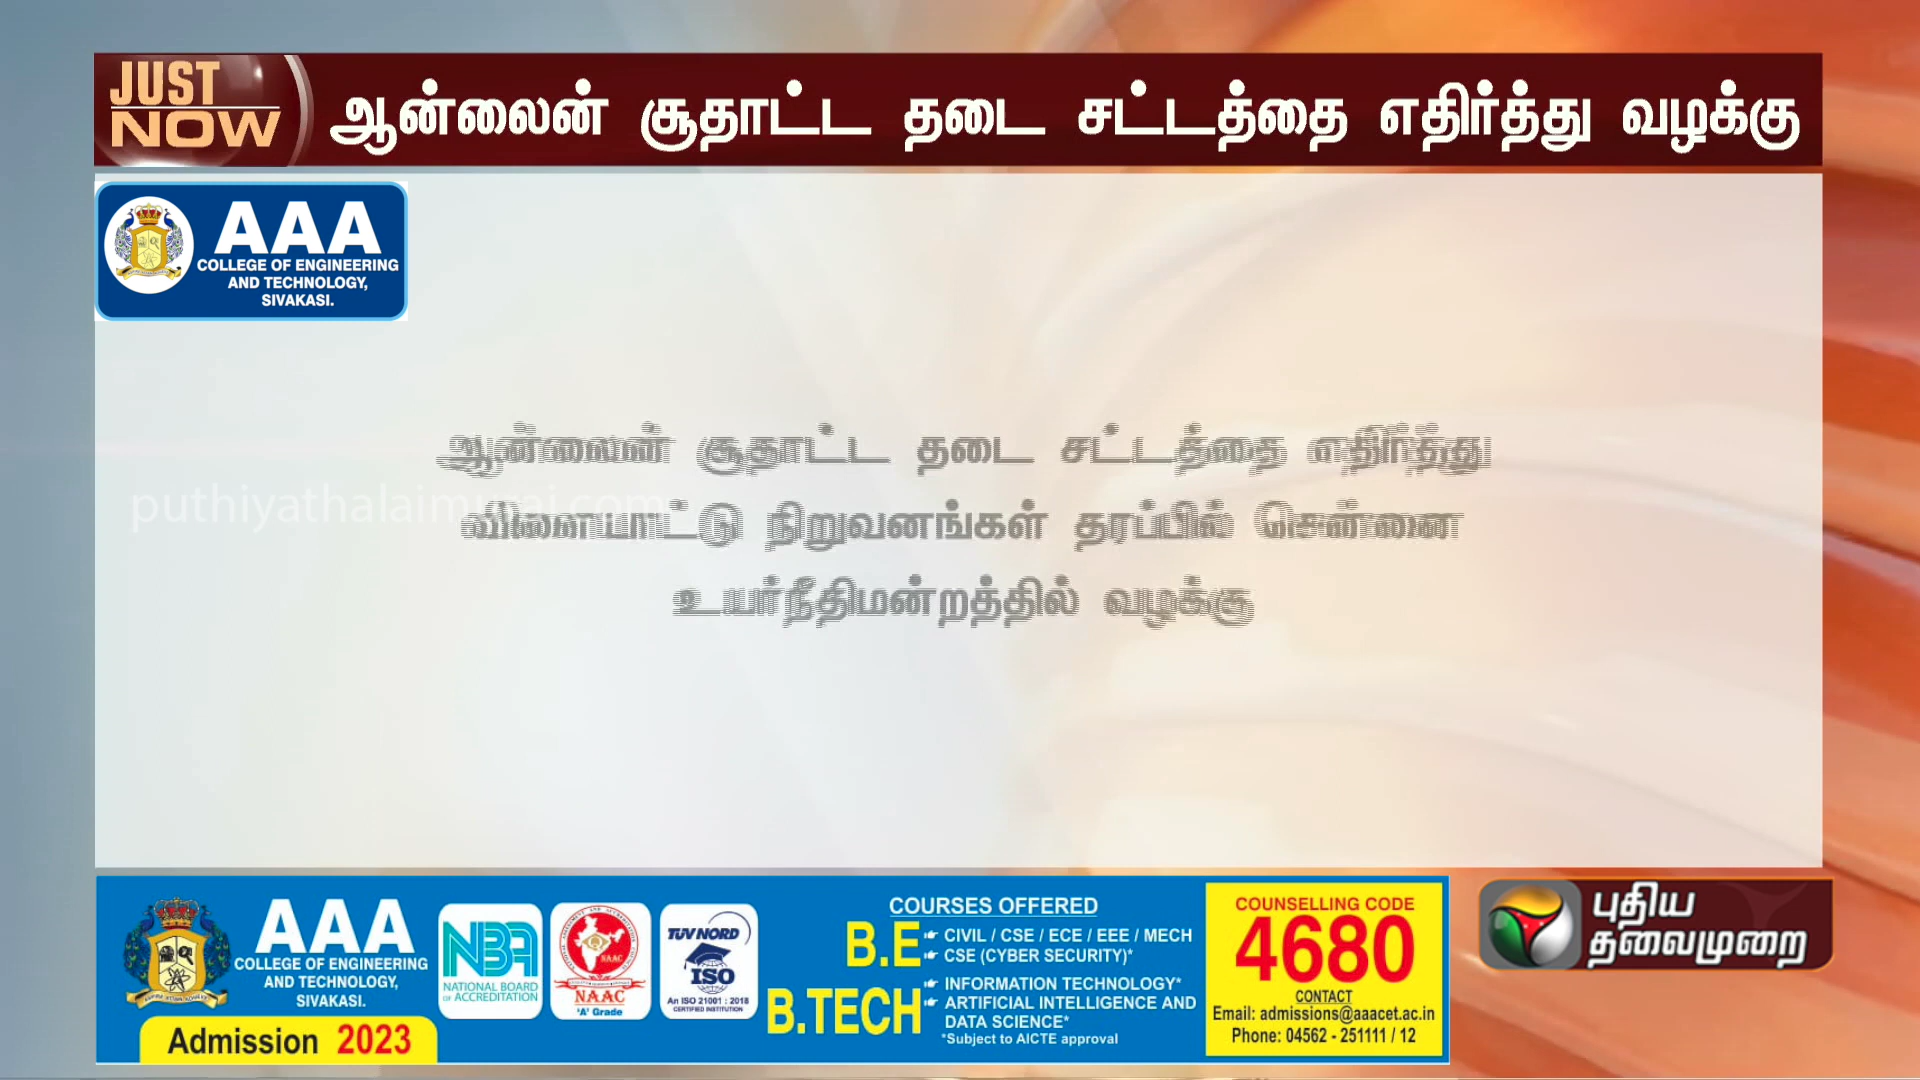 JUST
NOW
ஆன்லைன் சூதாட்ட தடை சட்டத்தை எதிர்த்து வழக்கு
AAA
COLLEGE OF ENGINEERING
AND TECHNOLOGY,
SIVAKASI.
ஆன்லைன் சூதாட்ட தடை சட்டத்தை எதிர்த்து
puthiyathalaimurai.com
விளையாட்டு நிறுவனங்கள் தரப்பில் சென்னை
உயர்நீதிமன்றத்தில் வழக்கு
AAA
COLLEGE OF ENGINEERING
AND TECHNOLOGY,
SIVAKASI.
Admission 2023
NBA
NATIONAL BOARD
OF ACCREDITATION
NAAC
NAAC
'A' Grade
TUV NORD
ISO
An ISO 21001 : 2018
CERTIFIED INSTITUTION
COURSES OFFERED
B.E
CIVIL / CSE / ECE / EEE / MECH
CSE (CYBER SECURITY)*
B.TECH
INFORMATION TECHNOLOGY*
ARTIFICIAL INTELLIGENCE AND
DATA SCIENCE*
*Subject to AICTE approval
COUNSELLING CODE
4680
CONTACT
Email: admissions@aaacet.ac.in
Phone: 04562 - 251111 / 12
புதிய
தலைமுறை